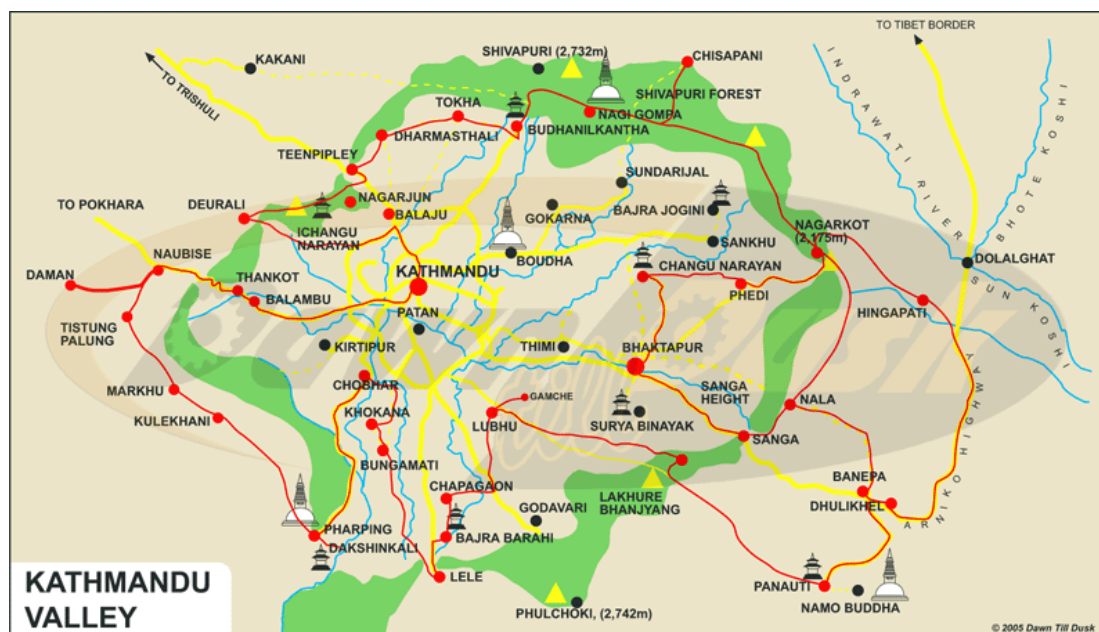 TO TIBET BORDER
KAKANI
SHIVAPURI (2,732m)
CHISAPANI
TO TRISHULI
SHIVAPURI FOREST
TOKHA
NAGI GOMPA
BUDHANILKANTHA
DHARMASTHALI
TEENPIPLEY
INDRAWATI RIVER
BHOTE KOSHI
SUNDARIJAL
NAGARJUN
BALAJU
TO POKHARA
DEURALI
GOKARNA
BAJRA JOGINI
ICHANGU
NARAYAN
NAGARKOT
(2,175m)
SANKHU
NAUBISE
BOUDHA
DOLALGHAT
DAMAN
THANKOT
KATHMANDU
CHANGU NARAYAN
SUN KOSHI
BALAMBU
PHEDI
HINGAPATI
PATAN
TISTUNG
PALUNG
KIRTIPUR
THIMI
BHAKTAPUR
CHOBHAR
SANGA
HEIGHT
MARKHU
GAMCHE
NALA
KHOKANA
KULEKHANI
LUBHU
SURYA BINAYAK
SANGA
BUNGAMATI
BANEPA
CHAPAGAON
LAKHURE
BHANJYANG
DHULIKHEL
ARNIKO HIGHWAY
GODAVARI
PHARPING
BAJRA BARAHI
DAKSHINKALI
LELE
PANAUTI
KATHMANDU
VALLEY
PHULCHOKI, (2,742m)
NAMO BUDDHA
© 2005 Dawn Till Dusk